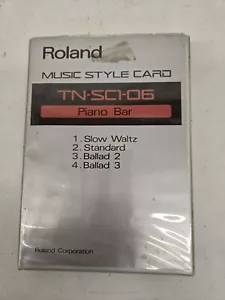 Roland
MUSIC STYLE CARD
TN-SC1-06
Piano Bar
1. Slow Waltz
2. Standard
3. Ballad 2
4. Ballad 3
Roland Corporation